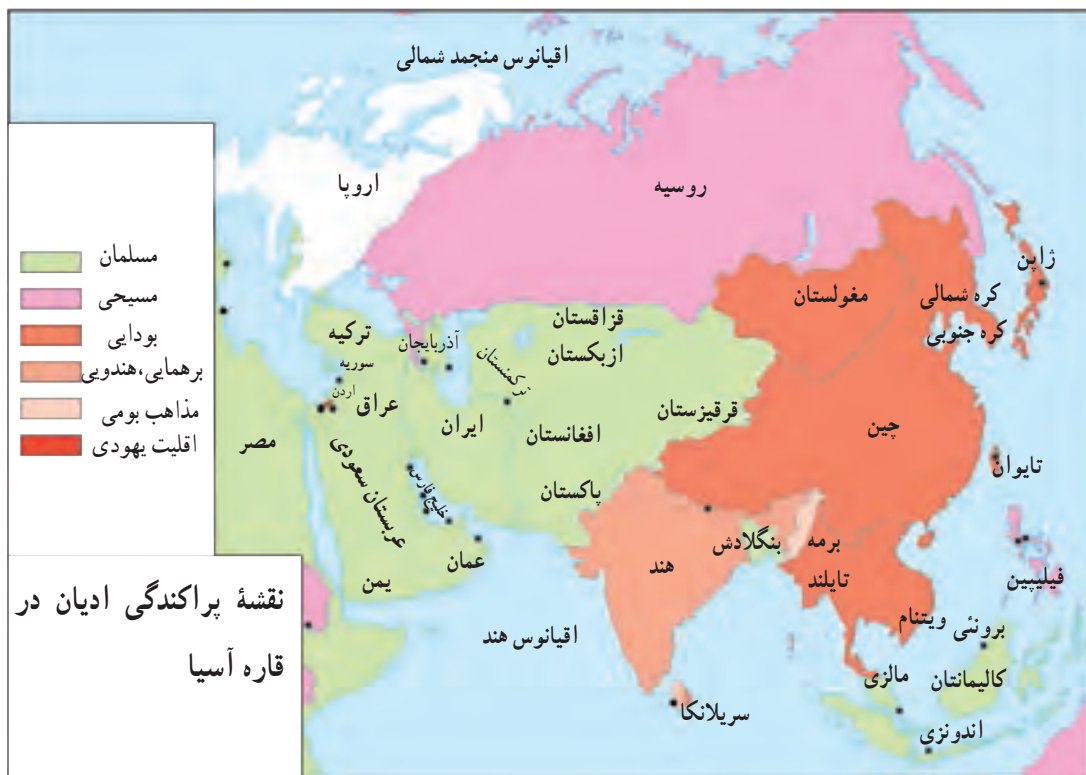 اقیانوس منجمد شمالی
اروپا
روسیه
مسلمان
مسیحی
بودایی
برهمایی،هندویی
مذاهب بومی
اقلیت یهودی
ژاپن
کره شمالی
کره جنوبی
مغولستان
قزاقستان
ازبکستان
ترکمنستان
آذربایجان
ترکیه
سوریه
اردن
عراق
ایران
افغانستان
قرقیزستان
چین
تایوان
مصر
عربستان سعودی
خلیج فارس
پاکستان
عمان
یمن
هند
بنگلادش
برمه
تایلند
ویتنام
فیلیپین
برونئی
مالزی
کالیمانتان
اندونزی
سریلانکا
اقیانوس هند
نقشهٔ پراکندگی ادیان در
قاره آسیا